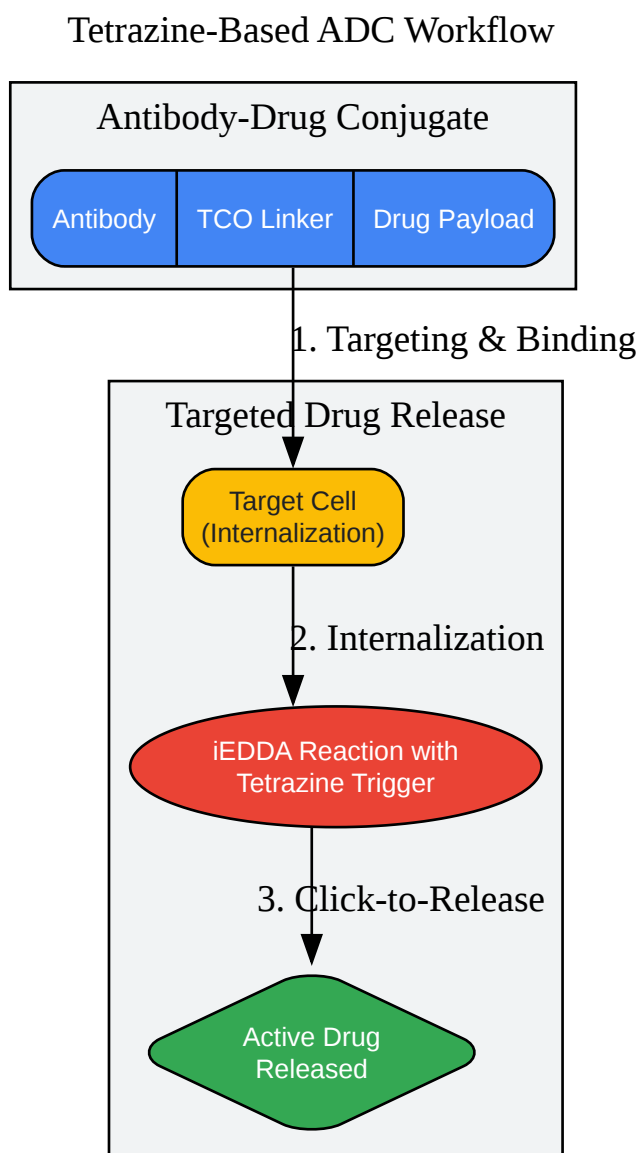 Tetrazine-Based ADC Workflow
Antibody-Drug Conjugate
Antibody
TCO Linker
Drug Payload
1. Targeting & Binding
Targeted Drug Release
Target Cell
(Internalization)
2. Internalization
iEDDA Reaction with
Tetrazine Trigger
3. Click-to-Release
Active Drug
Released